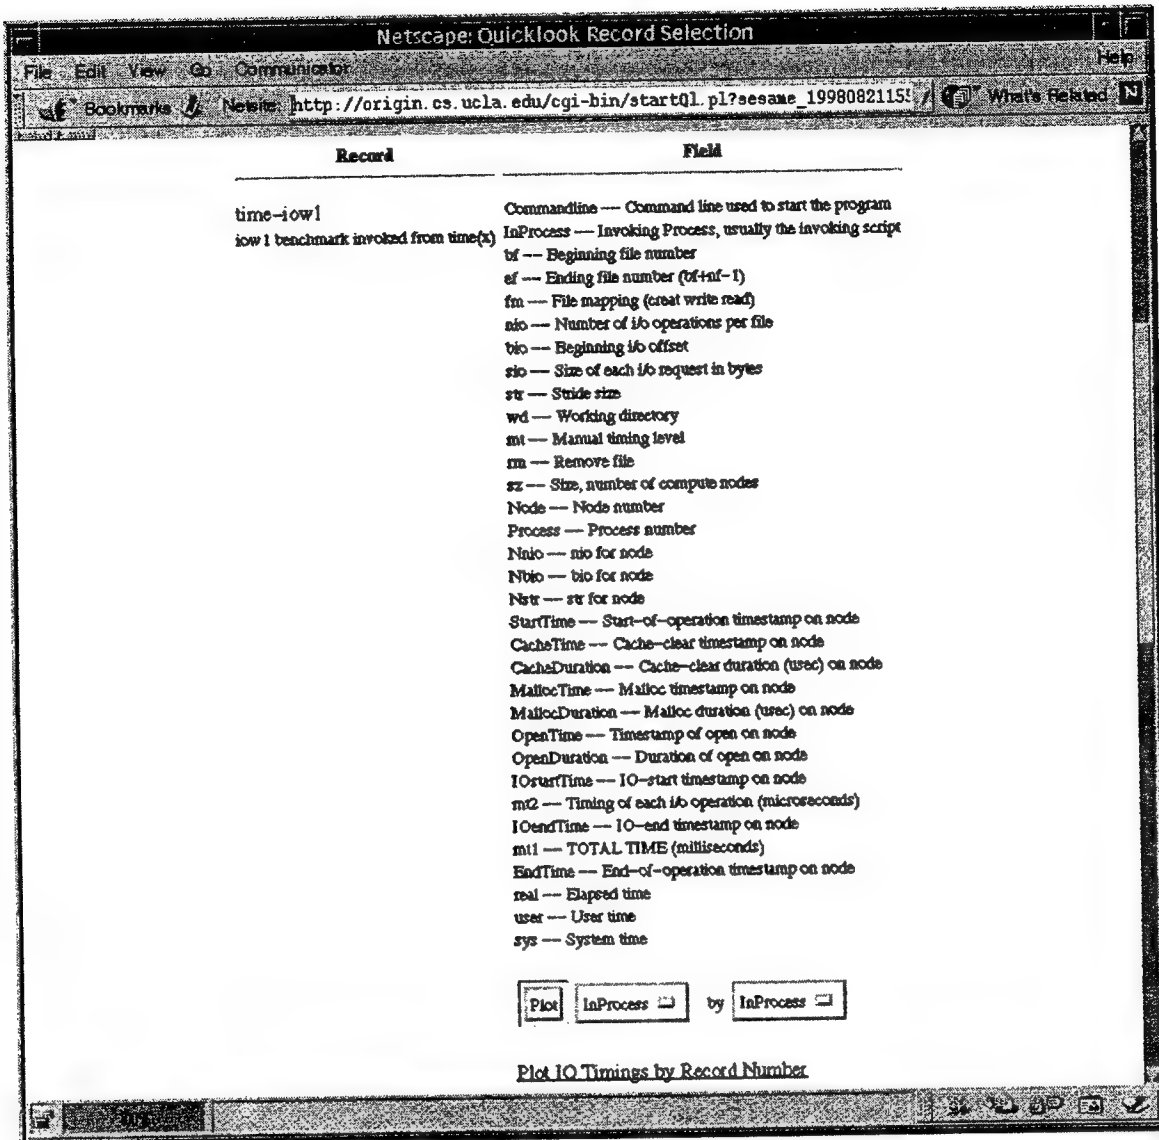 Netscape: Quicklook Record Selection
File Edit View Go Communicator Help
Bookmarks Netsite: http://origin.cs.ucla.edu/cgi-bin/startQl.pl?sesame_1998082115 What's Related
Record Field
time-iow1
iow1 benchmark invoked from time(x)
Commandline --- Command line used to start the program
InProcess --- Invoking Process, usually the invoking script
bf --- Beginning file number
ef --- Ending file number (bf+nf-1)
fm --- File mapping (creat write read)
nio --- Number of i/o operations per file
bio --- Beginning i/o offset
sio --- Size of each i/o request in bytes
str --- Stride size
wd --- Working directory
mt --- Manual timing level
rm --- Remove file
sz --- Size, number of compute nodes
Node --- Node number
Process --- Process number
Nnio --- nio for node
Nbio --- bio for node
Nstr --- str for node
StartTime --- Start-of-operation timestamp on node
CacheTime --- Cache-clear timestamp on node
CacheDuration --- Cache-clear duration (usec) on node
MallocTime --- Malloc timestamp on node
MallocDuration --- Malloc duration (usec) on node
OpenTime --- Timestamp of open on node
OpenDuration --- Duration of open on node
IOstartTime --- IO-start timestamp on node
mt2 --- Timing of each i/o operation (microseconds)
IOendTime --- IO-end timestamp on node
mt1 --- TOTAL TIME (milliseconds)
EndTime --- End-of-operation timestamp on node
real --- Elapsed time
user --- User time
sys --- System time
Plot InProcess by InProcess
Plot IO Timings by Record Number